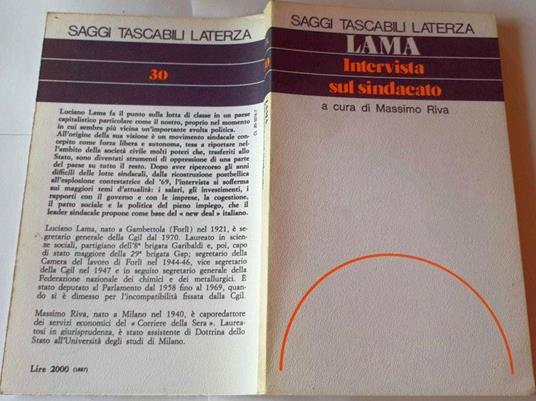 SAGGI TASCABILI LATERZA
30
Luciano Lama fa il punto sulla lotta di classe in un paese
capitalistico particolare come il nostro, proprio nel momento
in cui sembra più vicina un'importante svolta politica.
All'origine della sua visione è un movimento sindacale con-
cepito come forza libera e autonoma, tesa a riportare nel-
l'ambito della società civile molti poteri che, trasferiti allo
Stato, sono diventati strumenti di oppressione di una parte
del paese su tutto il resto. Dopo aver ripercorso gli anni
difficili delle lotte sindacali, dalla ricostruzione postbellica
all'esplosione contestatrice del '69, l'intervista si sofferma
sui maggiori temi d'attualità: i salari, gli investimenti, i
rapporti con il governo e con le imprese, la cogestione,
il patto sociale e la politica del pieno impiego, che il
leader sindacale propone come base del « new deal » italiano.
Luciano Lama, nato a Gambettola (Forlì) nel 1921, è se-
gretario generale della Cgil dal 1970. Laureato in scien-
ze sociali, partigiano dell'8ª brigata Garibaldi e, poi, capo
di stato maggiore della 29ª brigata Gap; segretario della
Camera del lavoro di Forlì nel 1944-46, vice segretario
della Cgil nel 1947 e in seguito segretario generale della
Federazione nazionale dei chimici e dei metallurgici. È
stato deputato al Parlamento dal 1958 fino al 1969, quan-
do si è dimesso per l'incompatibilità fissata dalla Cgil.
Massimo Riva, nato a Milano nel 1940, è caporedattore
dei servizi economici del « Corriere della Sera ». Laurea-
tosi in giurisprudenza, è stato assistente di Dottrina dello
Stato all'Università degli studi di Milano.
Lire 2000 (1887)
LAMA
SAGGI TASCABILI LATERZA
LAMA
Intervista
sul sindacato
a cura di Massimo Riva